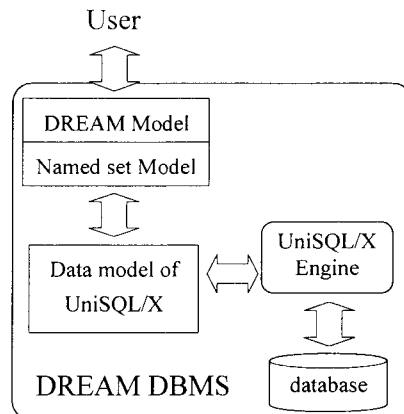 User
DREAM Model
Named set Model
Data model of
UniSQL/X
UniSQL/X
Engine
database
DREAM DBMS